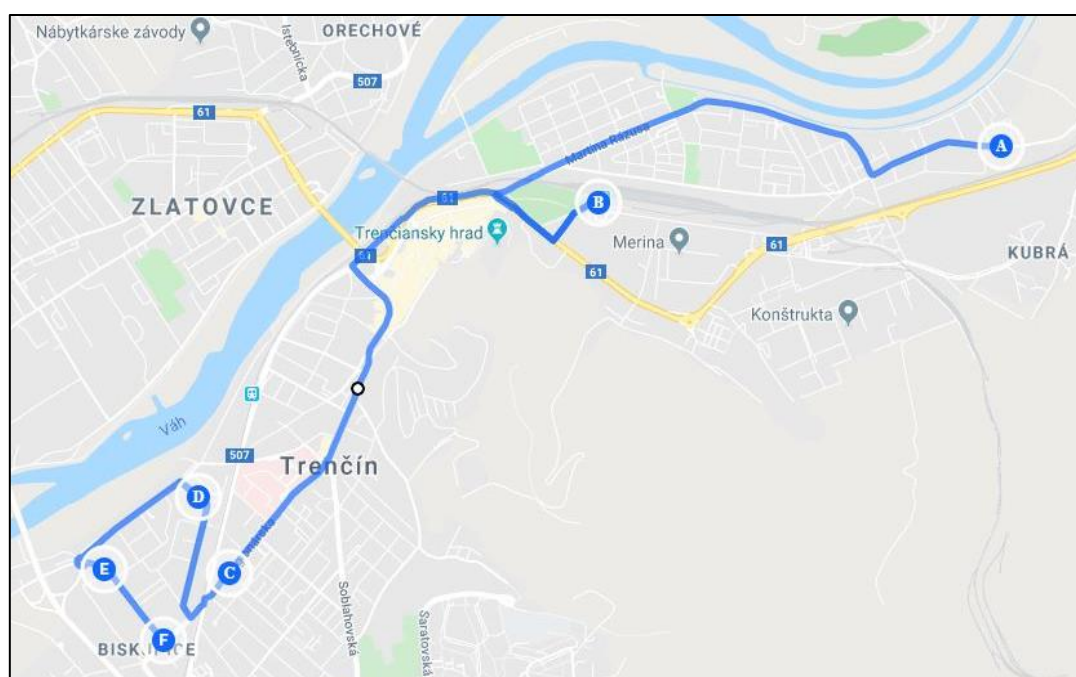 Nábytkárske závody
Istebnícka
ORECHOVÉ
507
61
61
Martina Rázusa
A
ZLATOVCE
61
B
Trenčiansky hrad
Merina
61
61
KUBRÁ
61
Konštrukta
Váh
507
Trenčín
D
E
C
Soblahovská
Saratovská
F